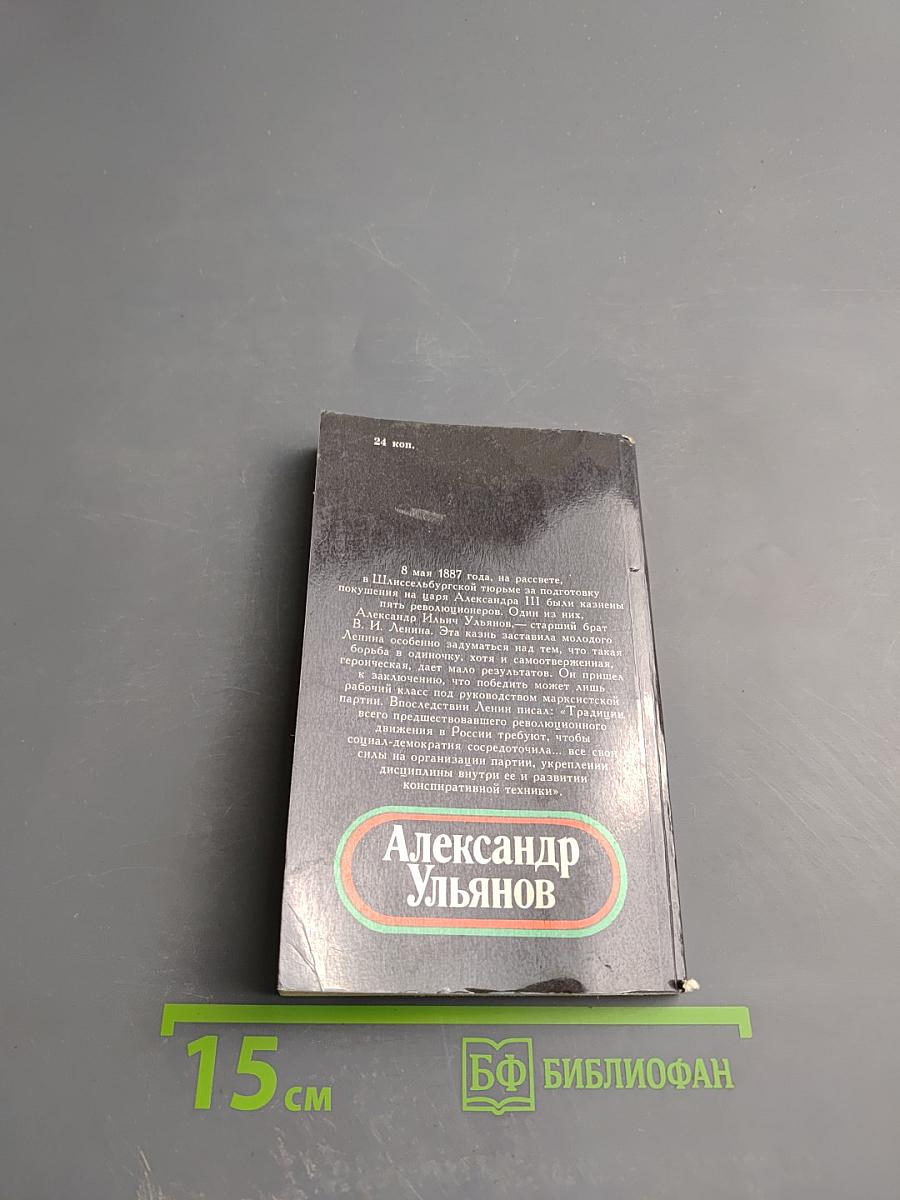 24 коп.
8 мая 1887 года, на рассвете,
в Шлиссельбургской тюрьме за подготовку
покушения на царя Александра III были казнены
пять революционеров. Один из них,
Александр Ильич Ульянов,— старший брат
В. И. Ленина. Эта казнь заставила молодого
Ленина особенно задуматься над тем, что такая
борьба в одиночку, хотя и самоотверженная,
героическая, дает мало результатов. Он пришел
к заключению, что победить может лишь
рабочий класс под руководством марксистской
партии. Впоследствии Ленин писал: «Традиции
всего предшествовавшего революционного
движения в России требуют, чтобы
социал-демократия сосредоточила... все свои
силы на организации партии, укреплении
дисциплины внутри ее и развитии
конспиративной техники».
Александр
Ульянов
15 см
БФ БИБЛИОФАН